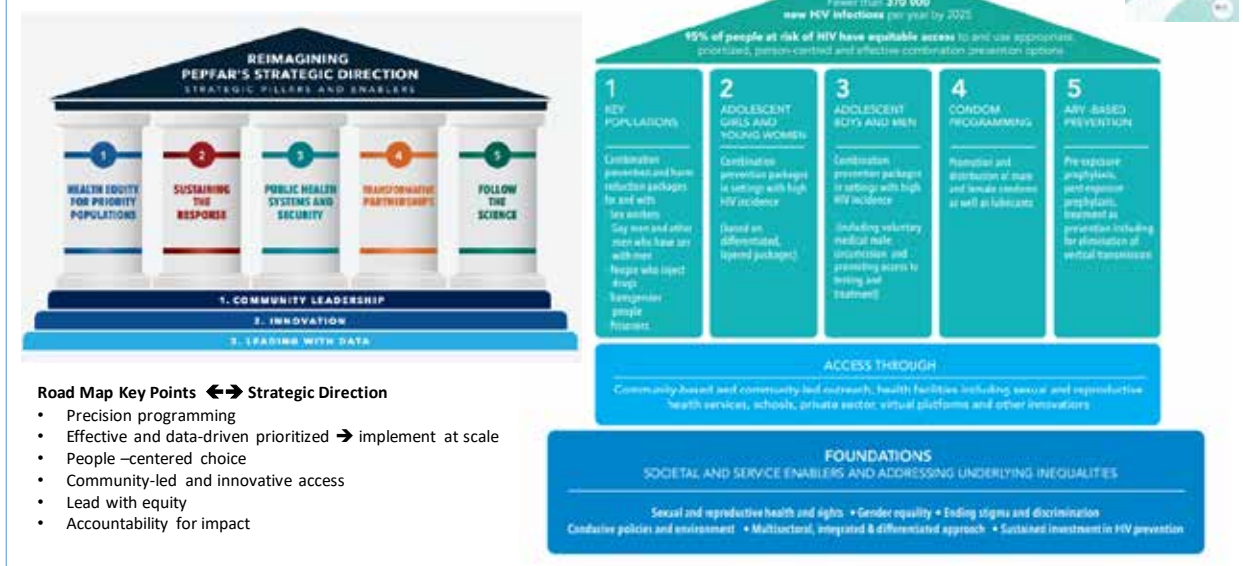 REIMAGINING
PEPFAR'S STRATEGIC DIRECTION
STRATEGIC PILLARS AND ENABLERS
1
HEALTH EQUITY
FOR PRIORITY
POPULATIONS
2
SUSTAINING
THE
RESPONSE
3
PUBLIC HEALTH
SYSTEMS AND
SECURITY
4
TRANSFORMATIVE
PARTNERSHIPS
5
FOLLOW
THE
SCIENCE
1. COMMUNITY LEADERSHIP
2. INNOVATION
3. LEADING WITH DATA
Road Map Key Points ←→ Strategic Direction
• Precision programming
• Effective and data-driven prioritized → implement at scale
• People –centered choice
• Community-led and innovative access
• Lead with equity
• Accountability for impact
Fewer than 370 000
new HIV infections per year by 2025
95% of people at risk of HIV have equitable access to and use appropriate,
prioritized, person-centred and effective combination prevention options
1
KEY
POPULATIONS
Combination
prevention and harm
reduction packages
for and with
Sex workers
Gay men and other
men who have sex
with men
People who inject
drugs
Transgender
people
Prisoners
2
ADOLESCENT
GIRLS AND
YOUNG WOMEN
Combination
prevention packages
in settings with high
HIV incidence
(based on
differentiated,
layered packages)
3
ADOLESCENT
BOYS AND MEN
Combination
prevention packages
in settings with high
HIV incidence
(including voluntary
medical male
circumcision and
promoting access to
testing and
treatment)
4
CONDOM
PROGRAMMING
Promotion and
distribution of male
and female condoms
as well as lubricants
5
ARV -BASED
PREVENTION
Pre-exposure
prophylaxis,
post-exposure
prophylaxis,
treatment as
prevention including
for elimination of
vertical transmission
ACCESS THROUGH
Community-based and community-led outreach, health facilities including sexual and reproductive
health services, schools, private sector, virtual platforms and other innovations
FOUNDATIONS
SOCIETAL AND SERVICE ENABLERS AND ADDRESSING UNDERLYING INEQUALITIES
Sexual and reproductive health and rights • Gender equality • Ending stigma and discrimination
Conducive policies and environment • Multisectoral, integrated & differentiated approach • Sustained investment in HIV prevention